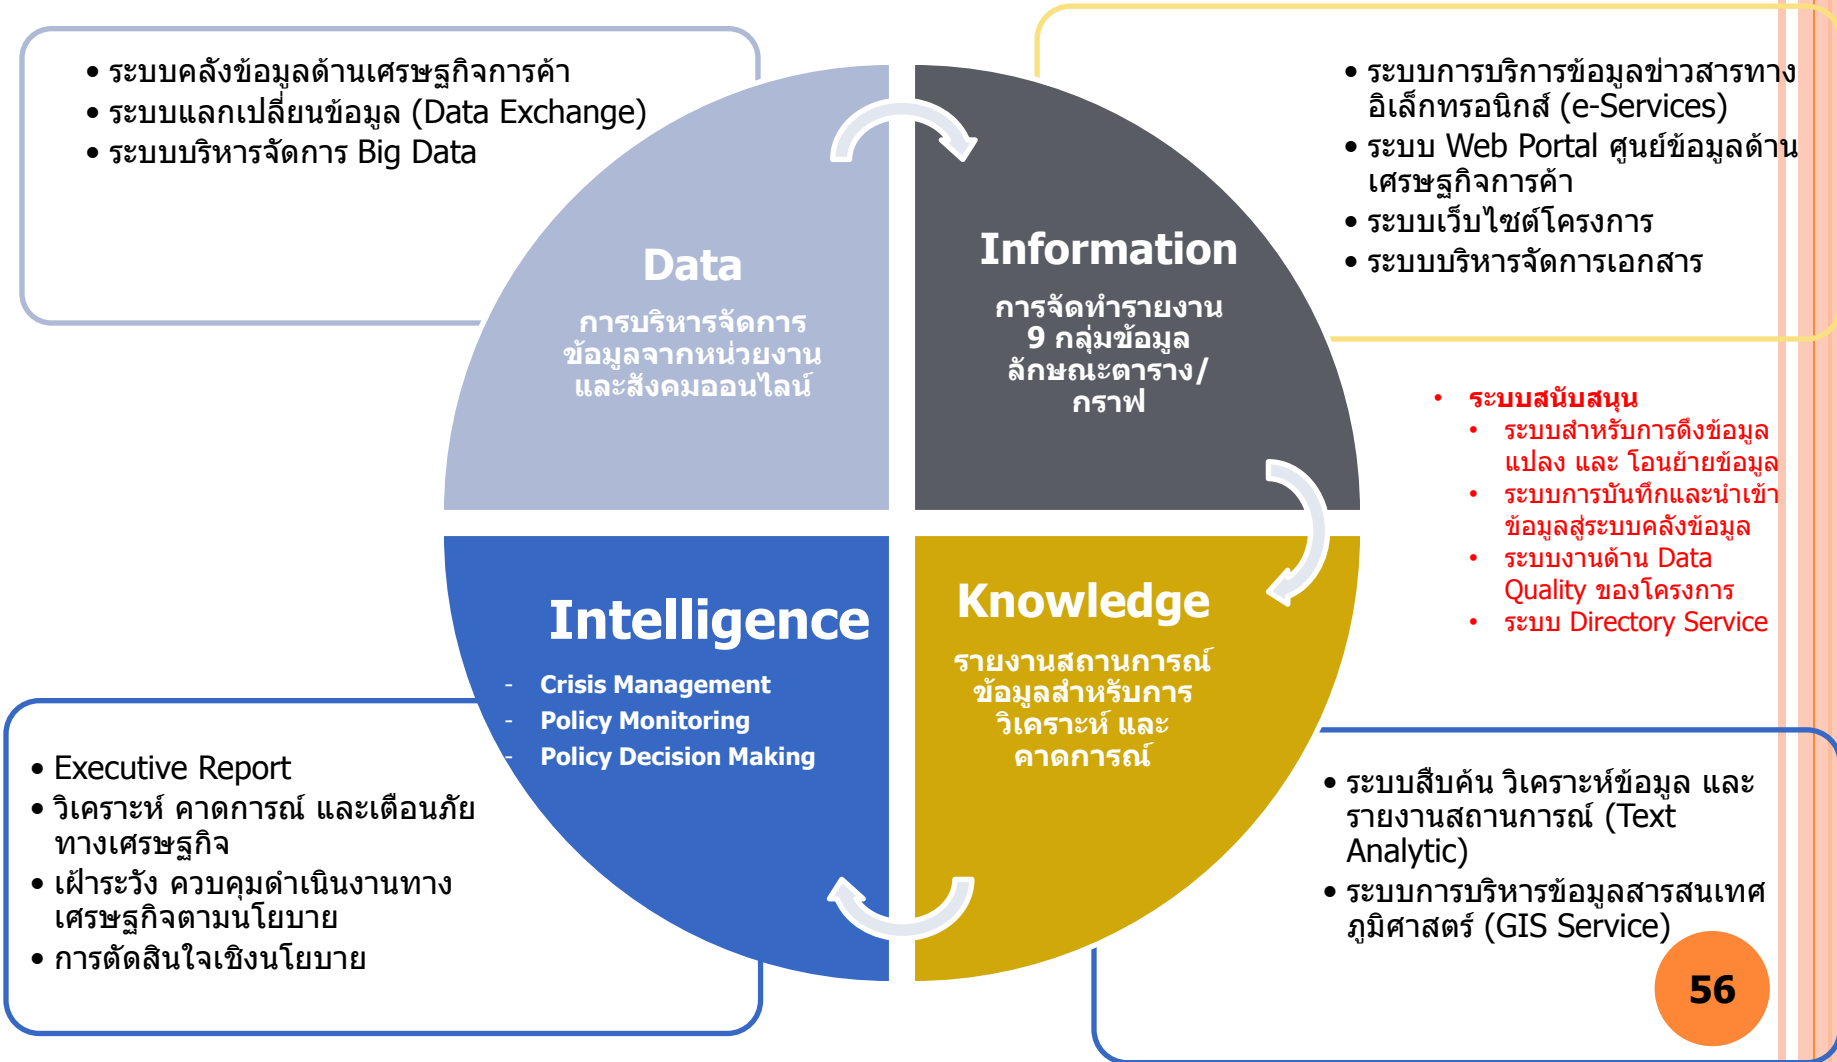 • ระบบคลังข้อมูลด้านเศรษฐกิจการค้า
• ระบบแลกเปลี่ยนข้อมูล (Data Exchange)
• ระบบบริหารจัดการ Big Data
• ระบบการบริการข้อมูลข่าวสารทาง
อิเล็กทรอนิกส์ (e-Services)
• ระบบ Web Portal ศูนย์ข้อมูลด้าน
เศรษฐกิจการค้า
• ระบบเว็บไซต์โครงการ
• ระบบบริหารจัดการเอกสาร
Data
การบริหารจัดการ
ข้อมูลจากหน่วยงาน
และสังคมออนไลน์
Information
การจัดทำรายงาน
9 กลุ่มข้อมูล
ลักษณะตาราง/
กราฟ
• ระบบสนับสนุน
• ระบบสำหรับการดึงข้อมูล
แปลง และ โอนย้ายข้อมูล
• ระบบการบันทึกและนำเข้า
ข้อมูลสู่ระบบคลังข้อมูล
• ระบบงานด้าน Data
Quality ของโครงการ
• ระบบ Directory Service
Intelligence
- Crisis Management
- Policy Monitoring
- Policy Decision Making
Knowledge
รายงานสถานการณ์
ข้อมูลสำหรับการ
วิเคราะห์ และ
คาดการณ์
• Executive Report
• วิเคราะห์ คาดการณ์ และเตือนภัย
ทางเศรษฐกิจ
• เฝ้าระวัง ควบคุมดำเนินงานทาง
เศรษฐกิจตามนโยบาย
• การตัดสินใจเชิงนโยบาย
• ระบบสืบค้น วิเคราะห์ข้อมูล และ
รายงานสถานการณ์ (Text
Analytic)
• ระบบการบริหารข้อมูลสารสนเทศ
ภูมิศาสตร์ (GIS Service)
56